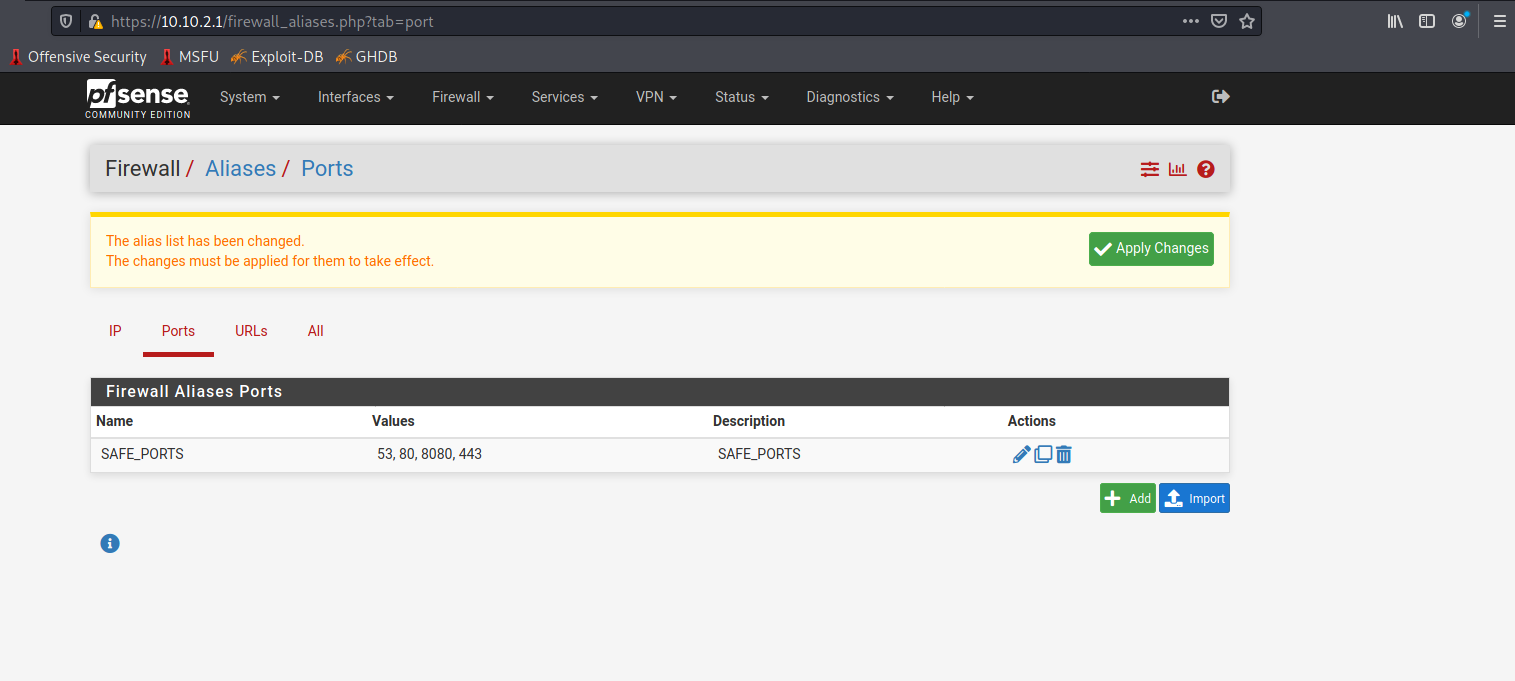 https://10.10.2.1/firewall_aliases.php?tab=port
Offensive Security MSFU Exploit-DB GHDB
pfsense
COMMUNITY EDITION
System Interfaces Firewall Services VPN Status Diagnostics Help
Firewall / Aliases / Ports
The alias list has been changed.
The changes must be applied for them to take effect.
Apply Changes
IP Ports URLs All
Firewall Aliases Ports
Name Values Description Actions
SAFE_PORTS 53, 80, 8080, 443 SAFE_PORTS
Add Import